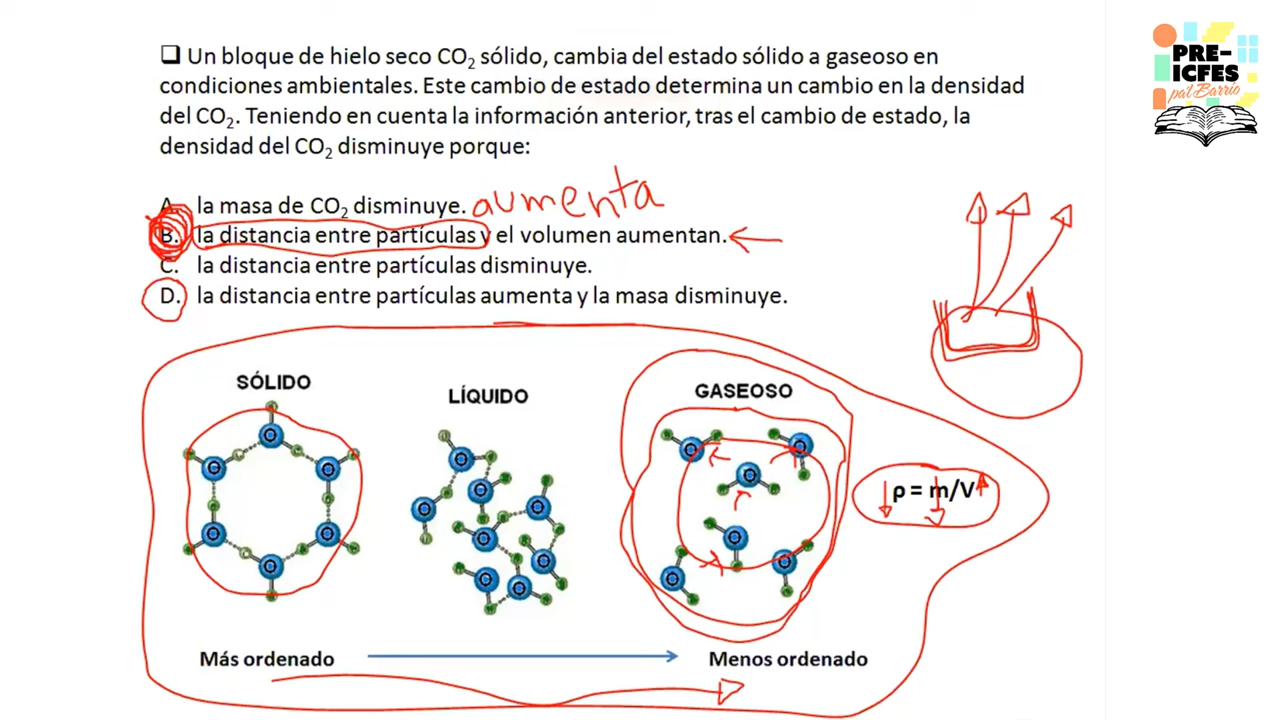 ❑ Un bloque de hielo seco CO₂ sólido, cambia del estado sólido a gaseoso en
condiciones ambientales. Este cambio de estado determina un cambio en la densidad
del CO₂. Teniendo en cuenta la información anterior, tras el cambio de estado, la
densidad del CO₂ disminuye porque:
A. la masa de CO₂ disminuye. aumenta
B. la distancia entre partículas y el volumen aumentan.
C. la distancia entre partículas disminuye.
D. la distancia entre partículas aumenta y la masa disminuye.
SÓLIDO
LÍQUIDO
GASEOSO
ρ = m/V
Más ordenado
Menos ordenado
PRE-
ICFES
pa'l Barrio